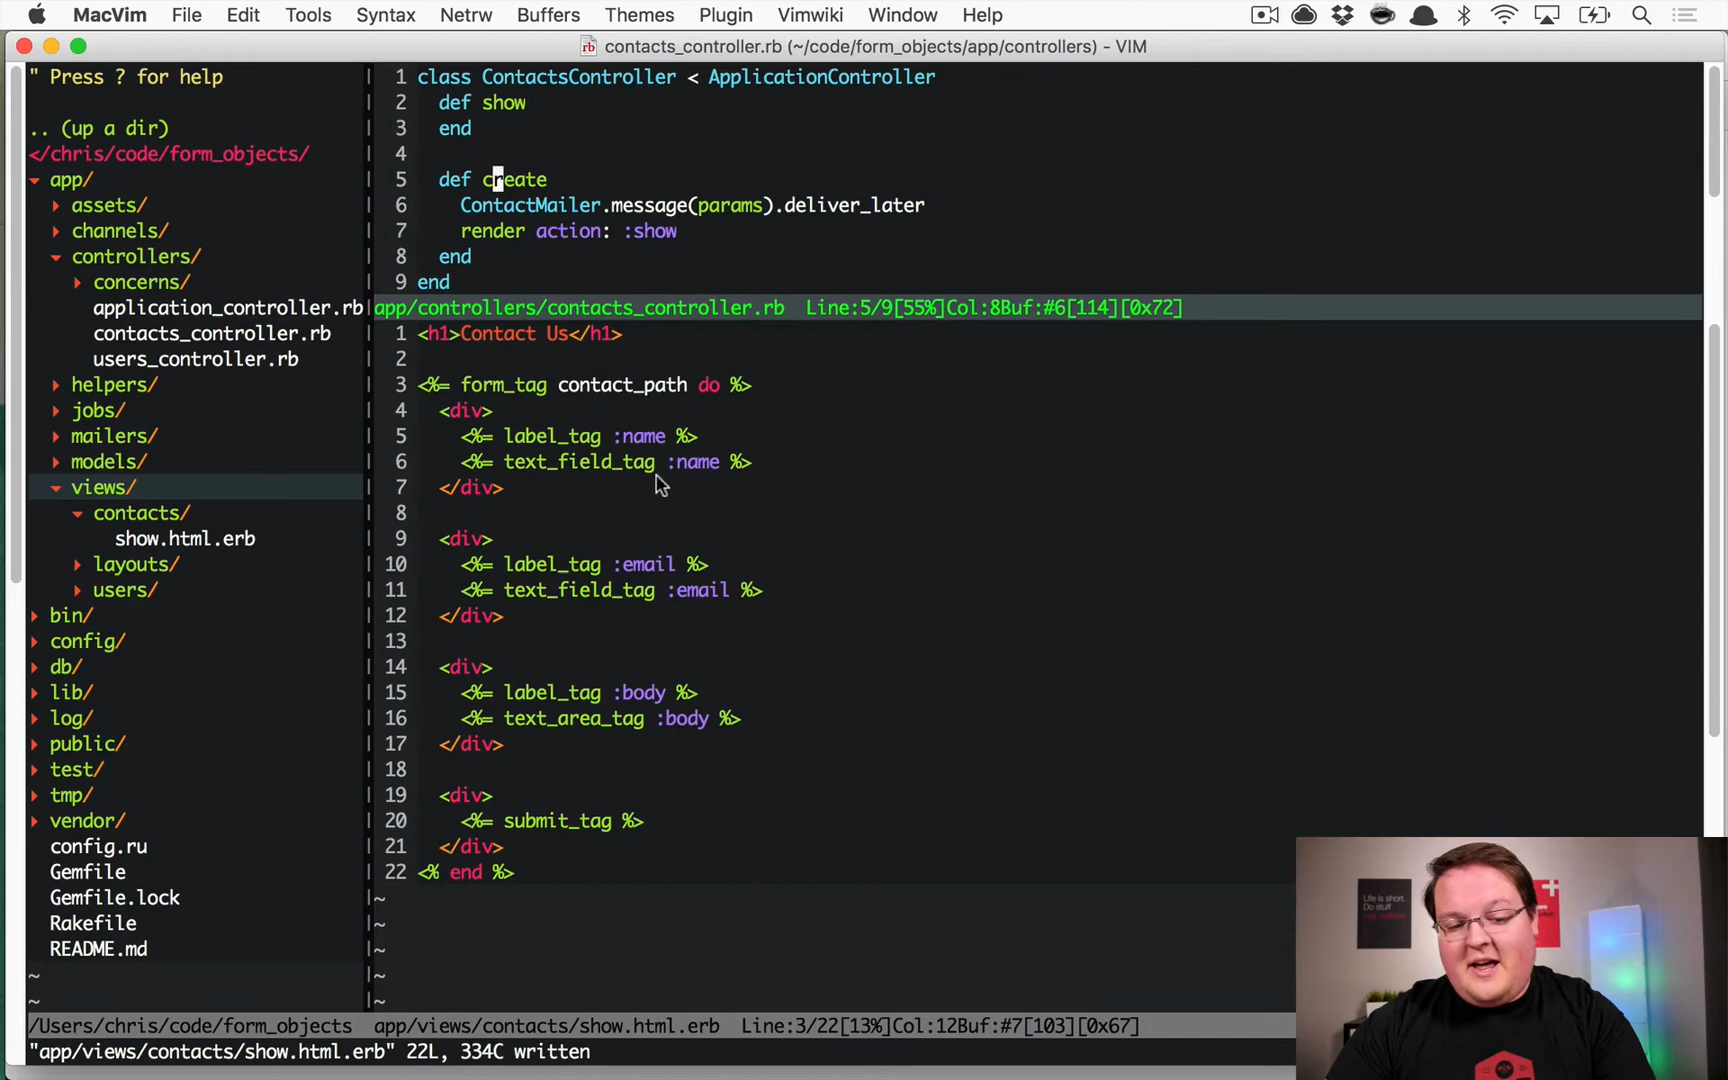 MacVim File Edit Tools Syntax Netrw Buffers Themes Plugin Vimwiki Window Help
contacts_controller.rb (~/code/form_objects/app/controllers) - VIM
" Press ? for help
.. (up a dir)
</chris/code/form_objects/
app/
assets/
channels/
controllers/
concerns/
application_controller.rb
contacts_controller.rb
users_controller.rb
helpers/
jobs/
mailers/
models/
views/
contacts/
show.html.erb
layouts/
users/
bin/
config/
db/
lib/
log/
public/
test/
tmp/
vendor/
config.ru
Gemfile
Gemfile.lock
Rakefile
README.md
~
~
/Users/chris/code/form_objects
1 class ContactsController < ApplicationController
2 def show
3 end
4
5 def create
6 ContactMailer.message(params).deliver_later
7 render action: :show
8 end
9 end
app/controllers/contacts_controller.rb Line:5/9[55%]Col:8Buf:#6[114][0x72]
1 <h1>Contact Us</h1>
2
3 <%= form_tag contact_path do %>
4 <div>
5 <%= label_tag :name %>
6 <%= text_field_tag :name %>
7 </div>
8
9 <div>
10 <%= label_tag :email %>
11 <%= text_field_tag :email %>
12 </div>
13
14 <div>
15 <%= label_tag :body %>
16 <%= text_area_tag :body %>
17 </div>
18
19 <div>
20 <%= submit_tag %>
21 </div>
22 <% end %>
~
~
~
~
~
app/views/contacts/show.html.erb Line:3/22[13%]Col:12Buf:#7[103][0x67]
"app/views/contacts/show.html.erb" 22L, 334C written
Life is short.
Do stuff